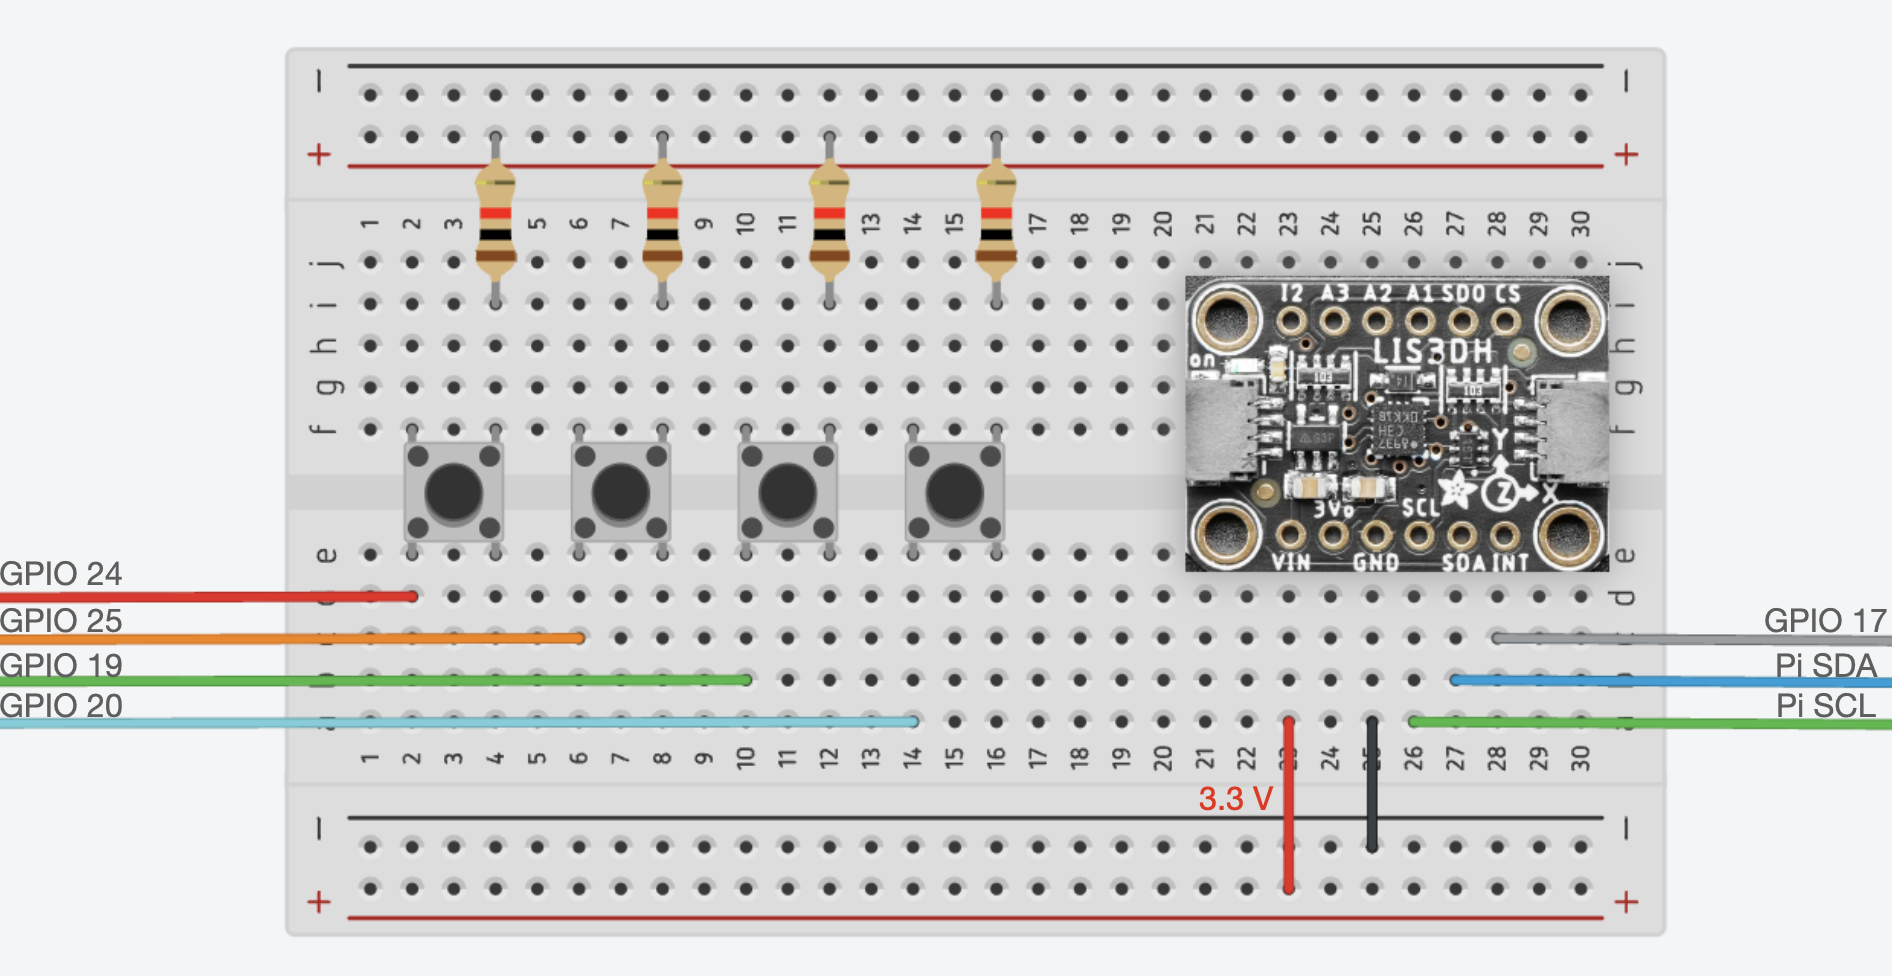 – –
+ +
1 2 3 5 6 7 9 10 11 13 14 15 17 18 19 20 21 22 23 24 25 26 27 28 29 30
j j
i I2 A3 A2 A1 SDO CS i
h LIS3DH h
on
g g
f f
Y
Z X
3Vo SCL
e e
VIN GND SDA INT
GPIO 24
d
GPIO 25 GPIO 17
GPIO 19 Pi SDA
GPIO 20 Pi SCL
1 2 3 4 5 6 7 8 9 10 11 12 13 14 15 16 17 18 19 20 21 22 23 24 25 26 27 28 29 30
3.3 V
– –
+ +